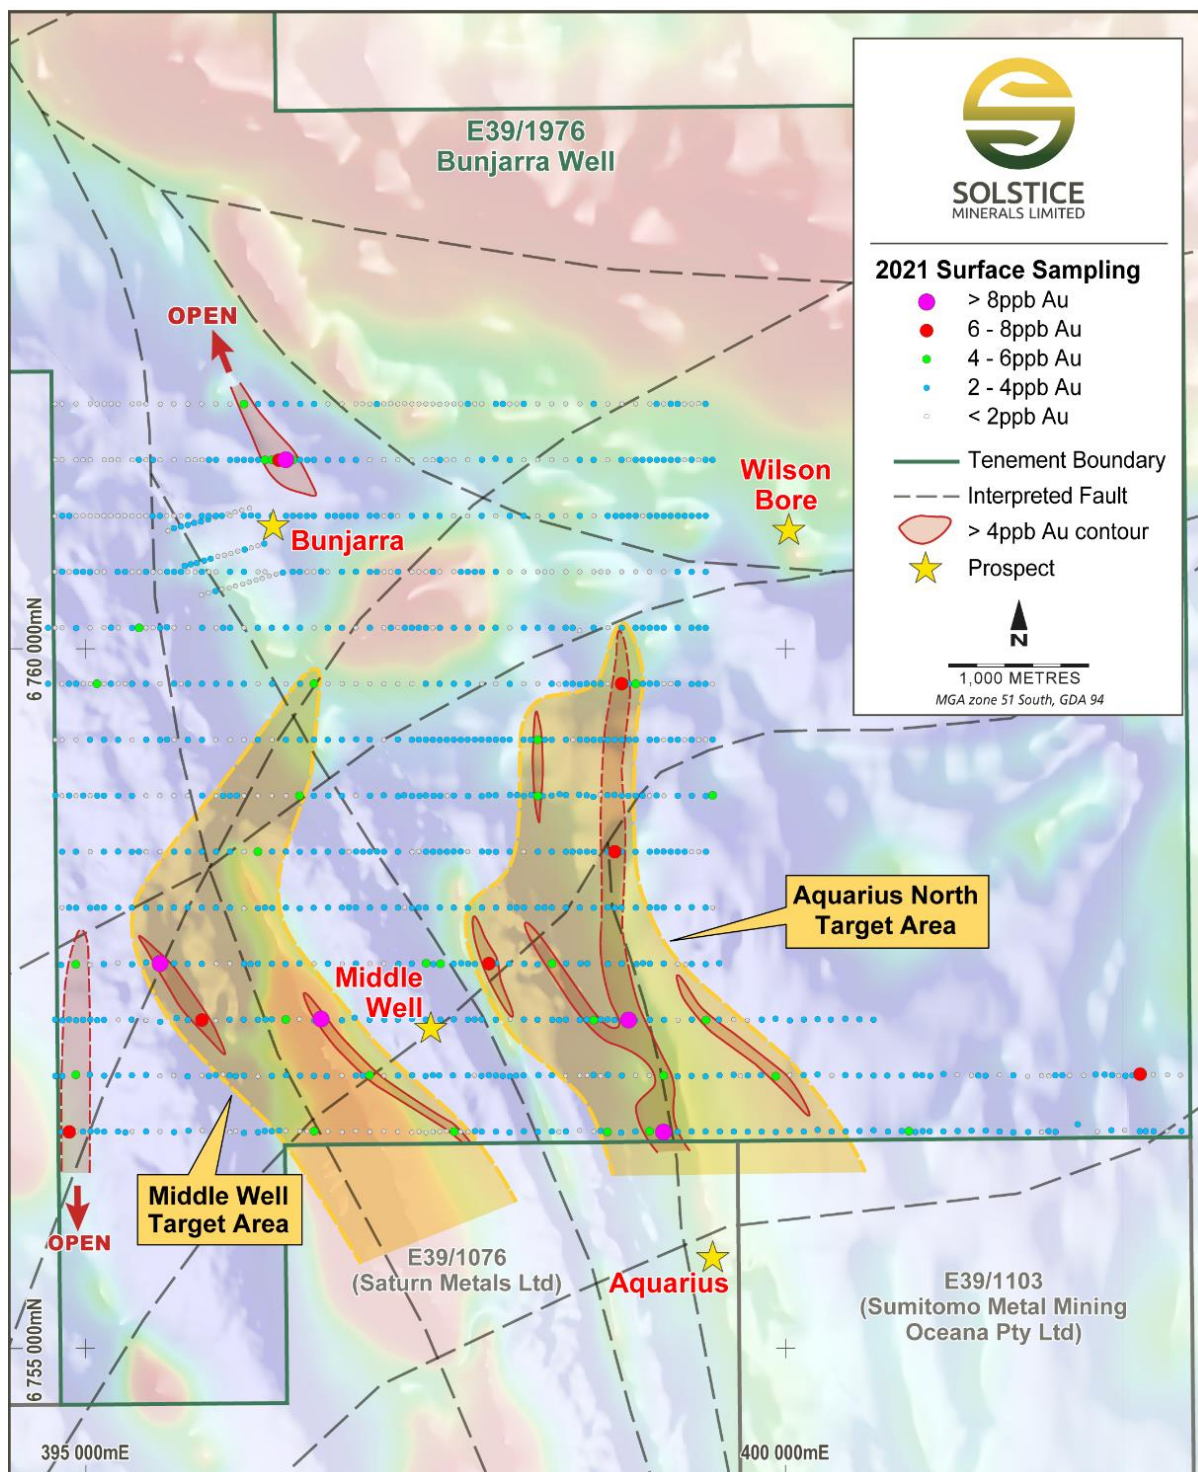 E39/1976
Bunjarra Well
SOLSTICE
MINERALS LIMITED
2021 Surface Sampling
> 8ppb Au
6 - 8ppb Au
4 - 6ppb Au
2 - 4ppb Au
< 2ppb Au
Tenement Boundary
Interpreted Fault
> 4ppb Au contour
Prospect
N
1,000 METRES
MGA zone 51 South, GDA 94
OPEN
Wilson
Bore
Bunjarra
6 760 000mN
Aquarius North
Target Area
Middle
Well
Middle Well
Target Area
OPEN
E39/1076
(Saturn Metals Ltd)
Aquarius
E39/1103
(Sumitomo Metal Mining
Oceana Pty Ltd)
6 755 000mN
395 000mE
400 000mE